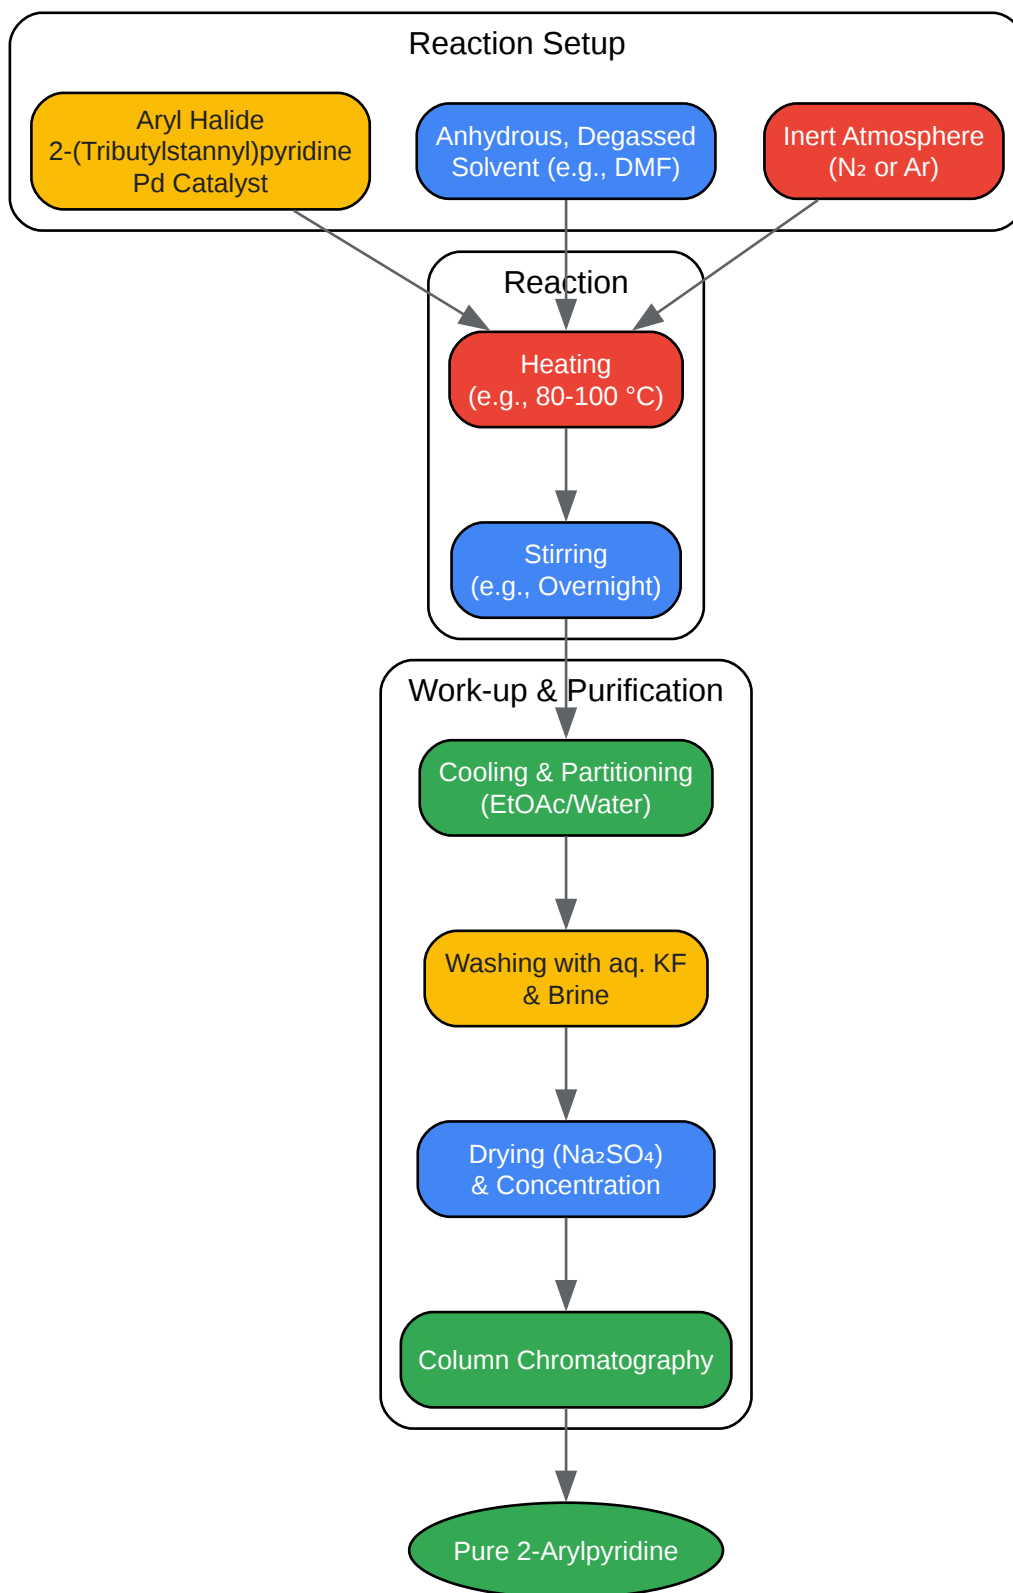 Reaction Setup
Aryl Halide
2-(Tributylstannyl)pyridine
Pd Catalyst
Anhydrous, Degassed
Solvent (e.g., DMF)
Inert Atmosphere
(N₂ or Ar)
Reaction
Heating
(e.g., 80-100 °C)
Stirring
(e.g., Overnight)
Work-up & Purification
Cooling & Partitioning
(EtOAc/Water)
Washing with aq. KF
& Brine
Drying (Na₂SO₄)
& Concentration
Column Chromatography
Pure 2-Arylpyridine